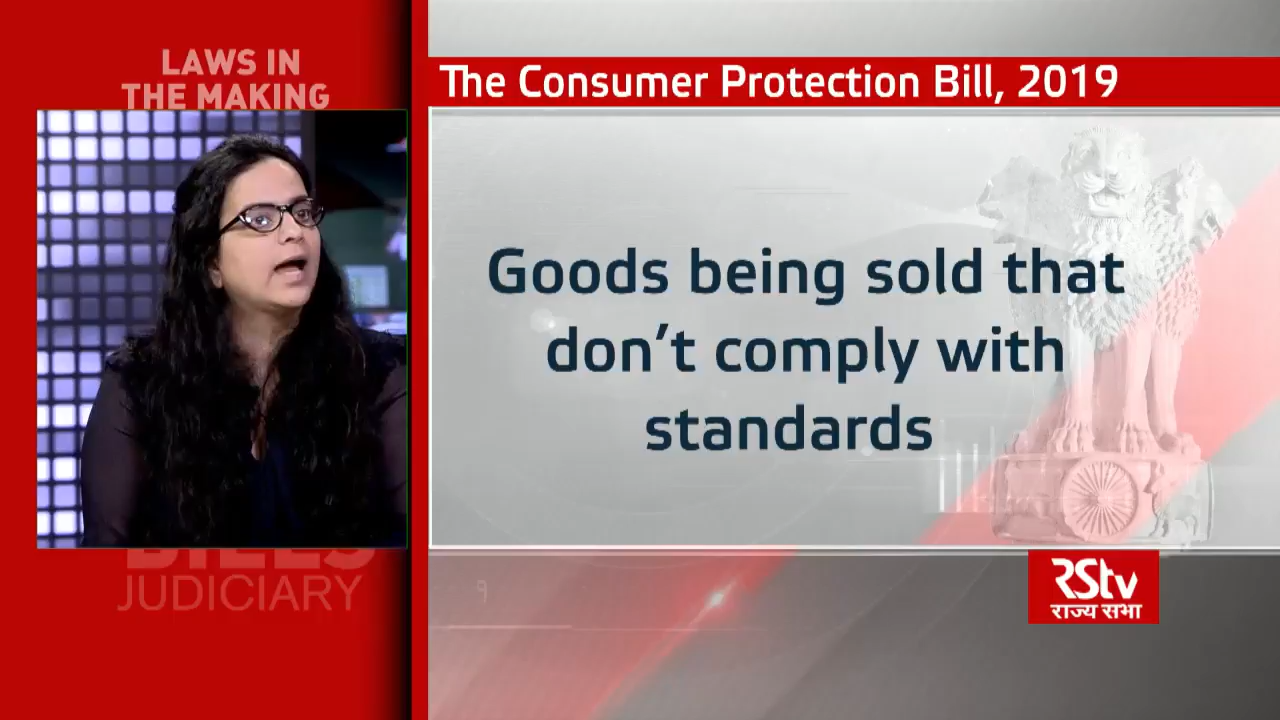 LAWS IN
THE MAKING
The Consumer Protection Bill, 2019
Goods being sold that
don't comply with
standards
BILLS
JUDICIARY
RStv
राज्य सभा